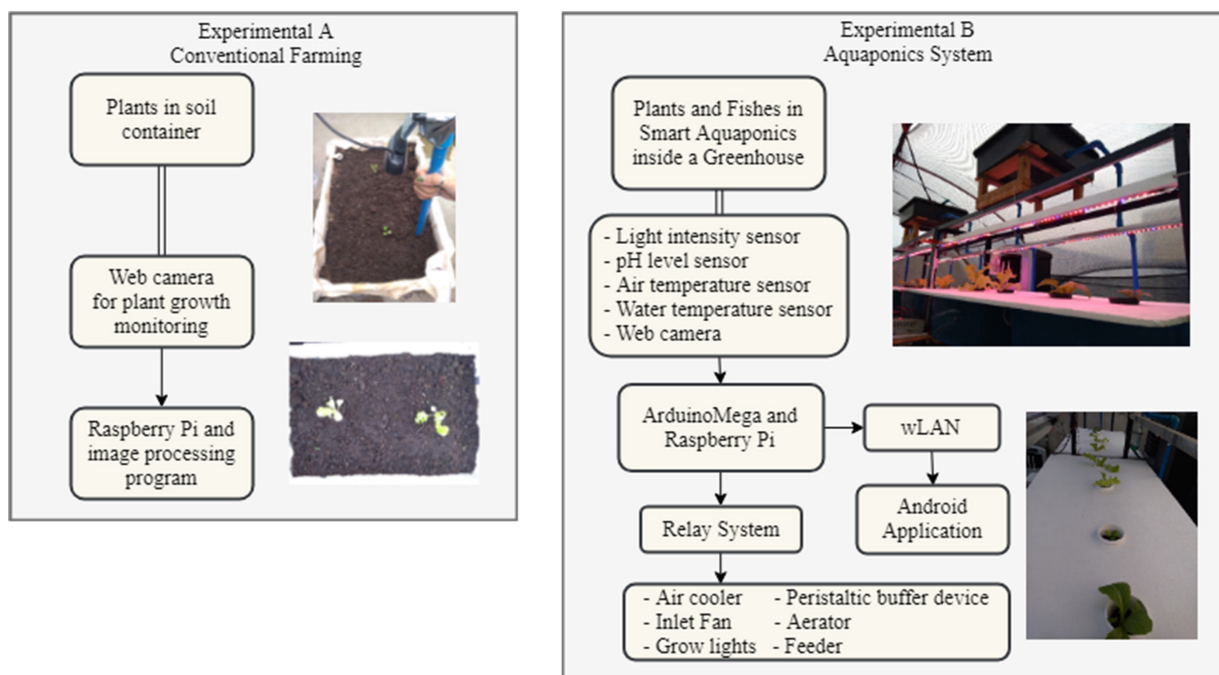 Experimental A
Conventional Farming
Plants in soil
container
Web camera
for plant growth
monitoring
Raspberry Pi and
image processing
program
Experimental B
Aquaponics System
Plants and Fishes in
Smart Aquaponics
inside a Greenhouse
- Light intensity sensor
- pH level sensor
- Air temperature sensor
- Water temperature sensor
- Web camera
ArduinoMega and
Raspberry Pi
wLAN
Android
Application
Relay System
- Air cooler - Peristaltic buffer device
- Inlet Fan - Aerator
- Grow lights - Feeder